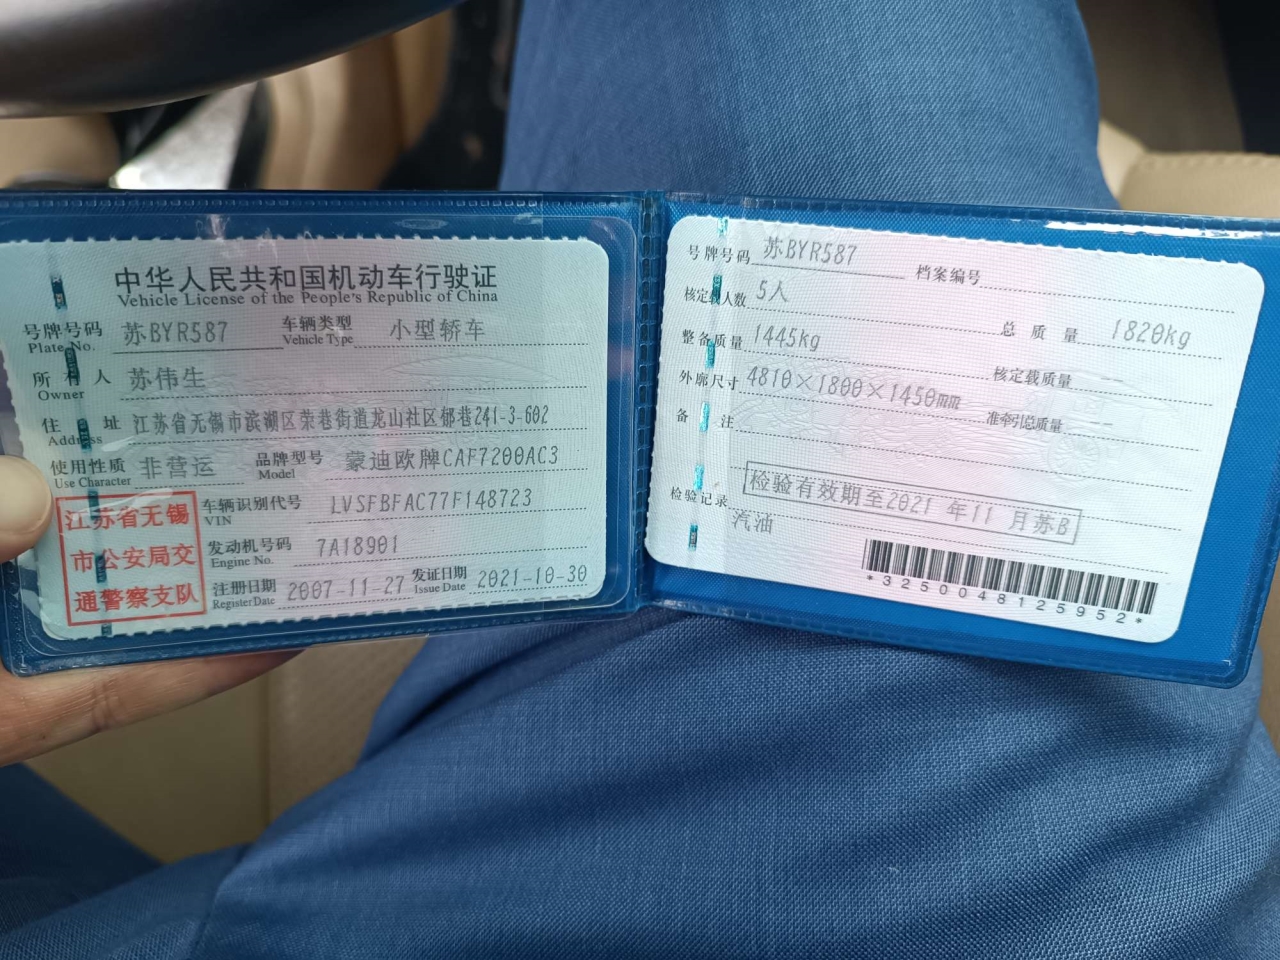 中华人民共和国机动车行驶证
Vehicle License of the People's Republic of China
号牌号码 苏BYR587 车辆类型 小型轿车
Plate No. Vehicle Type
所有人 苏伟生
Owner
住址 江苏省无锡市滨湖区荣巷街道龙山社区郁巷241-3-602
Address
使用性质 非营运 品牌型号 蒙迪欧牌CAF7200AC3
Use Character Model
江苏省无锡
市公安局交
通警察支队
车辆识别代号 LVSFBFAC77F148723
VIN
发动机号码 7A18901
Engine No.
注册日期 2007-11-27 发证日期 2021-10-30
Register Date Issue Date
号牌号码 苏BYR587 档案编号
核定载人数 5人 总质量 1820kg
整备质量 1445kg 核定载质量 --
外廓尺寸 4810×1800×1450mm 准牵引总质量 --
备注
检验有效期至2021年11月苏B
检验记录
汽油
*3250048125952*